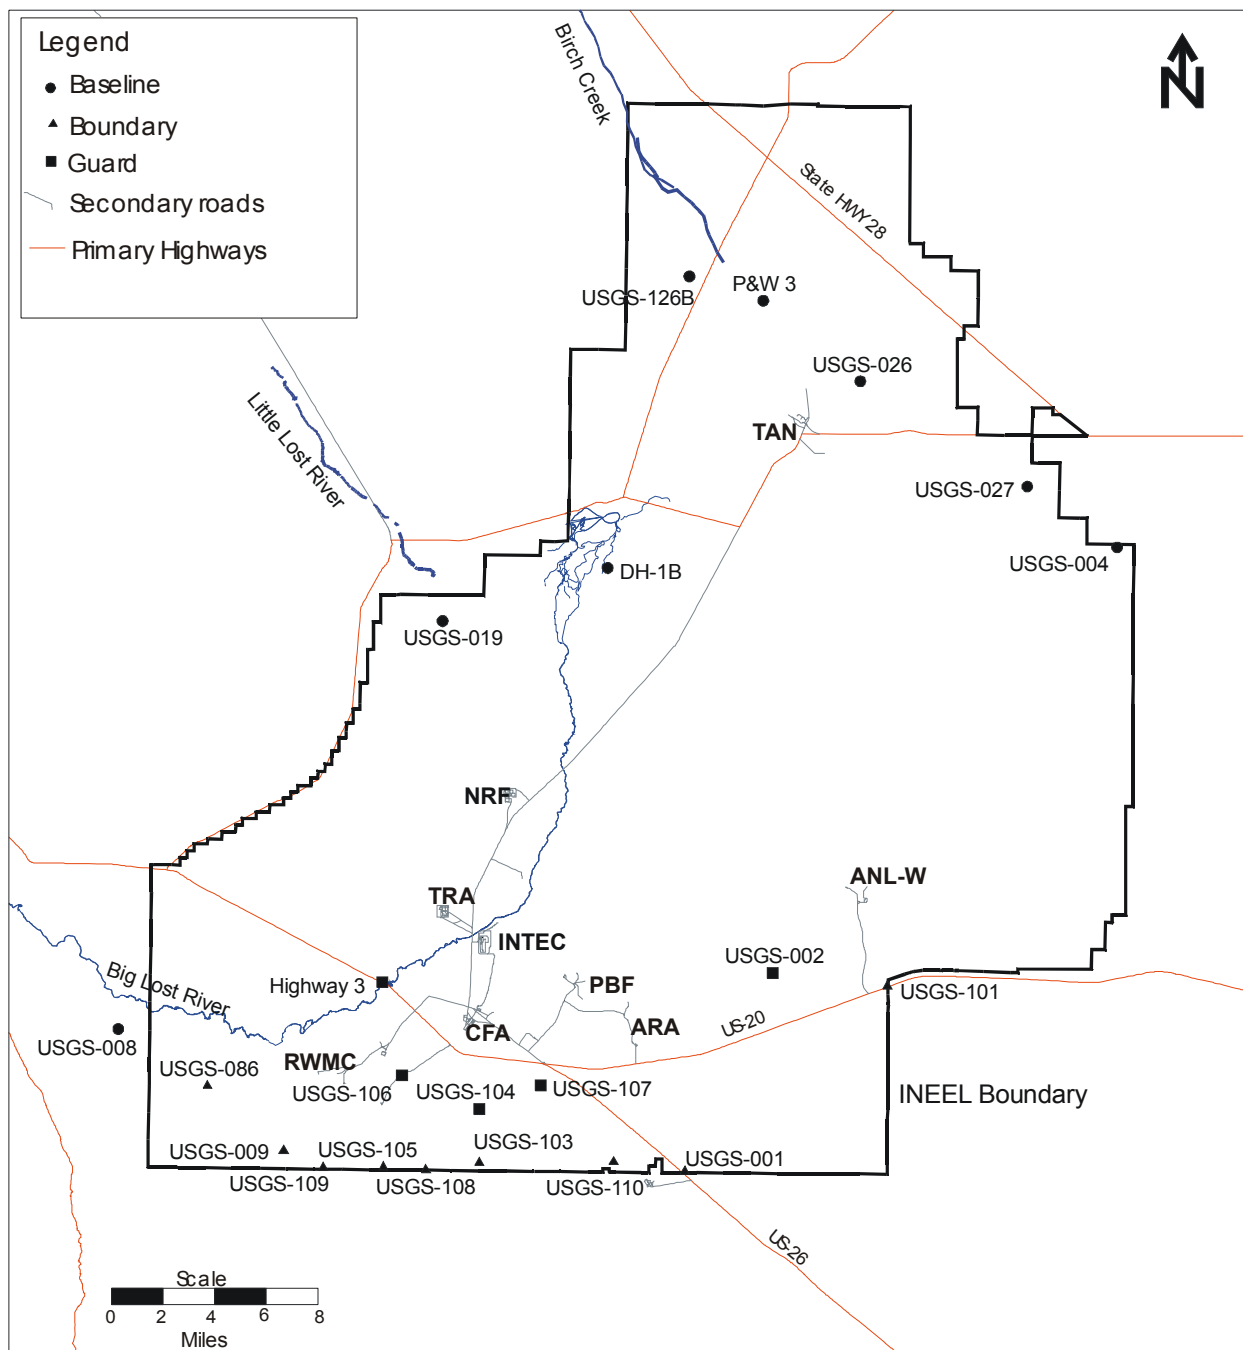 Legend
Baseline
Boundary
Guard
Secondary roads
Primary Highways
N
Birch Creek
State HWY 28
USGS-126B
P&W 3
USGS-026
Little Lost River
TAN
USGS-027
USGS-004
DH-1B
USGS-019
NRF
TRA
ANL-W
INTEC
USGS-002
Big Lost River
Highway 3
PBF
USGS-101
USGS-008
CFA
ARA
US-20
RWMC
USGS-086
USGS-106
USGS-104
USGS-107
INEEL Boundary
USGS-009
USGS-105
USGS-103
USGS-001
USGS-109
USGS-108
USGS-110
US-26
Scale
0 2 4 6 8
Miles